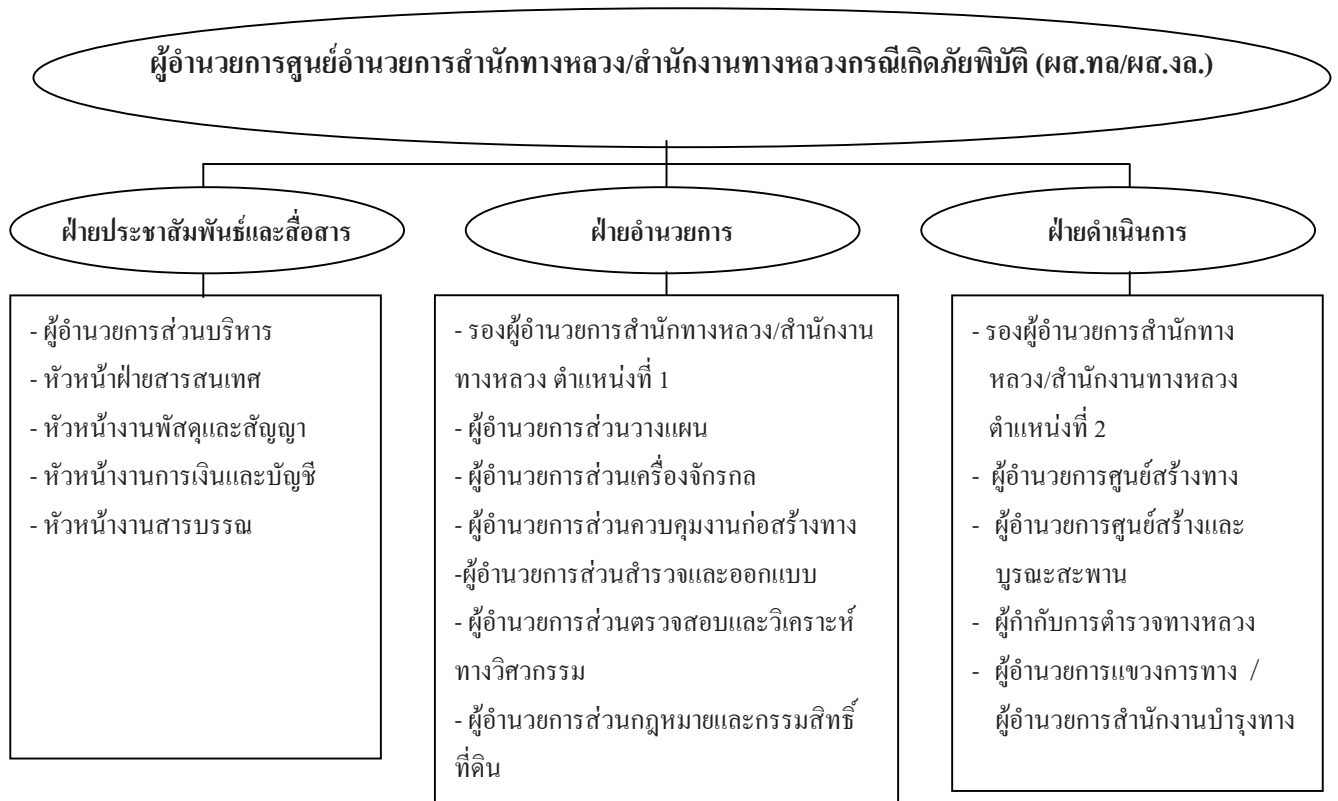 ผู้อำนวยการศูนย์อำนวยการสำนักทางหลวง/สำนักงานทางหลวงกรณีเกิดภัยพิบัติ (ผส.ทล/ผส.งล.)
ฝ่ายประชาสัมพันธ์และสื่อสาร
- ผู้อำนวยการส่วนบริหาร
- หัวหน้าฝ่ายสารสนเทศ
- หัวหน้างานพัสดุและสัญญา
- หัวหน้างานการเงินและบัญชี
- หัวหน้างานสารบรรณ
ฝ่ายอำนวยการ
- รองผู้อำนวยการสำนักทางหลวง/สำนักงาน
ทางหลวง ตำแหน่งที่ 1
- ผู้อำนวยการส่วนวางแผน
- ผู้อำนวยการส่วนเครื่องจักรกล
- ผู้อำนวยการส่วนควบคุมงานก่อสร้างทาง
-ผู้อำนวยการส่วนสำรวจและออกแบบ
- ผู้อำนวยการส่วนตรวจสอบและวิเคราะห์
ทางวิศวกรรม
- ผู้อำนวยการส่วนกฎหมายและกรรมสิทธิ์
ที่ดิน
ฝ่ายดำเนินการ
- รองผู้อำนวยการสำนักทาง
หลวง/สำนักงานทางหลวง
ตำแหน่งที่ 2
- ผู้อำนวยการศูนย์สร้างทาง
- ผู้อำนวยการศูนย์สร้างและ
บูรณะสะพาน
- ผู้กำกับการตำรวจทางหลวง
- ผู้อำนวยการแขวงการทาง /
ผู้อำนวยการสำนักงานบำรุงทาง